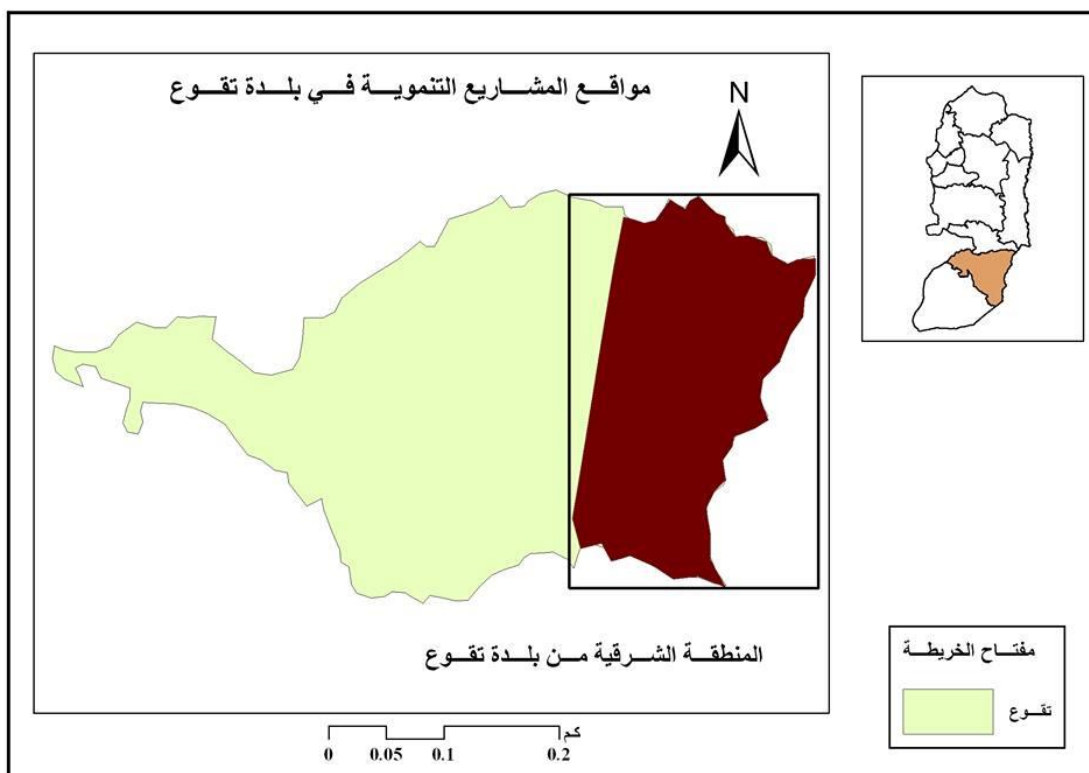 مواقع المشاريع التنموية في بلدة تقوع
N
المنطقة الشرقية من بلدة تقوع
مفتاح الخريطة
تقوع
كم
0 0.05 0.1 0.2